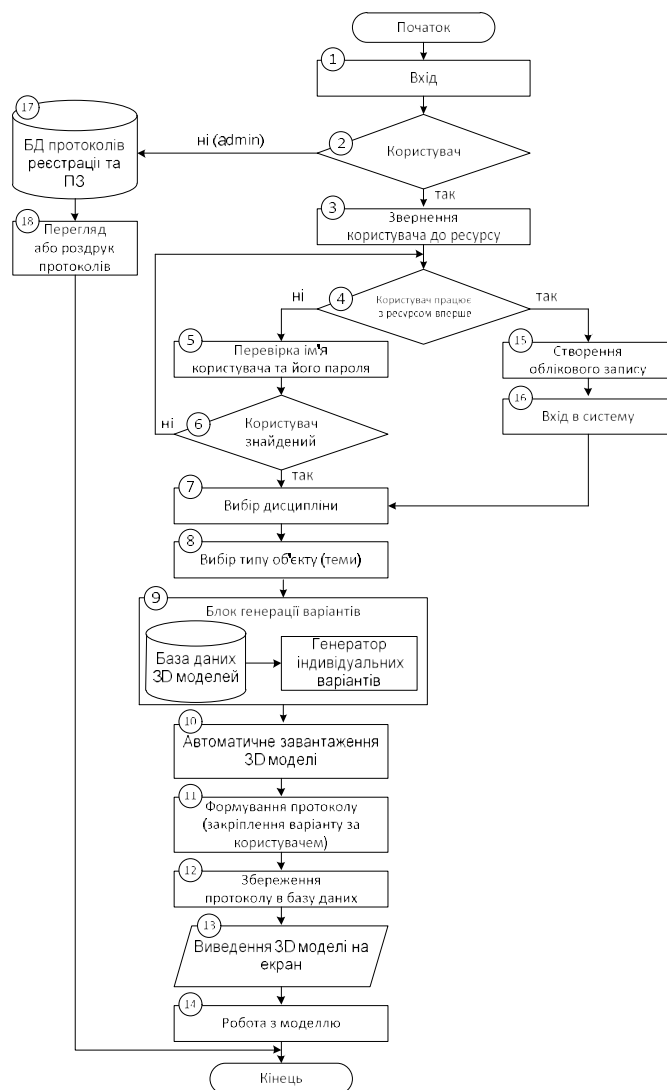 Початок
1
Вхід
17
БД протоколів
реєстрації та
ПЗ
ні (admin)
2
Користувач
так
18
Перегляд
або роздрук
протоколів
3
Звернення
користувача до ресурсу
ні
4
Користувач працює
з ресурсом вперше
так
5
Перевірка ім'я
користувача та його пароля
15
Створення
облікового запису
ні
6
Користувач
знайдений
16
Вхід в систему
так
7
Вибір дисципліни
8
Вибір типу об'єкту (теми)
9
Блок генерації варіантів
База даних
3D моделей
Генератор
індивідуальних
варіантів
10
Автоматичне завантаження
3D моделі
11
Формування протоколу
(закріплення варіанту за
користувачем)
12
Збереження
протоколу в базу даних
13
Виведення 3D моделі на
екран
14
Робота з моделлю
Кінець